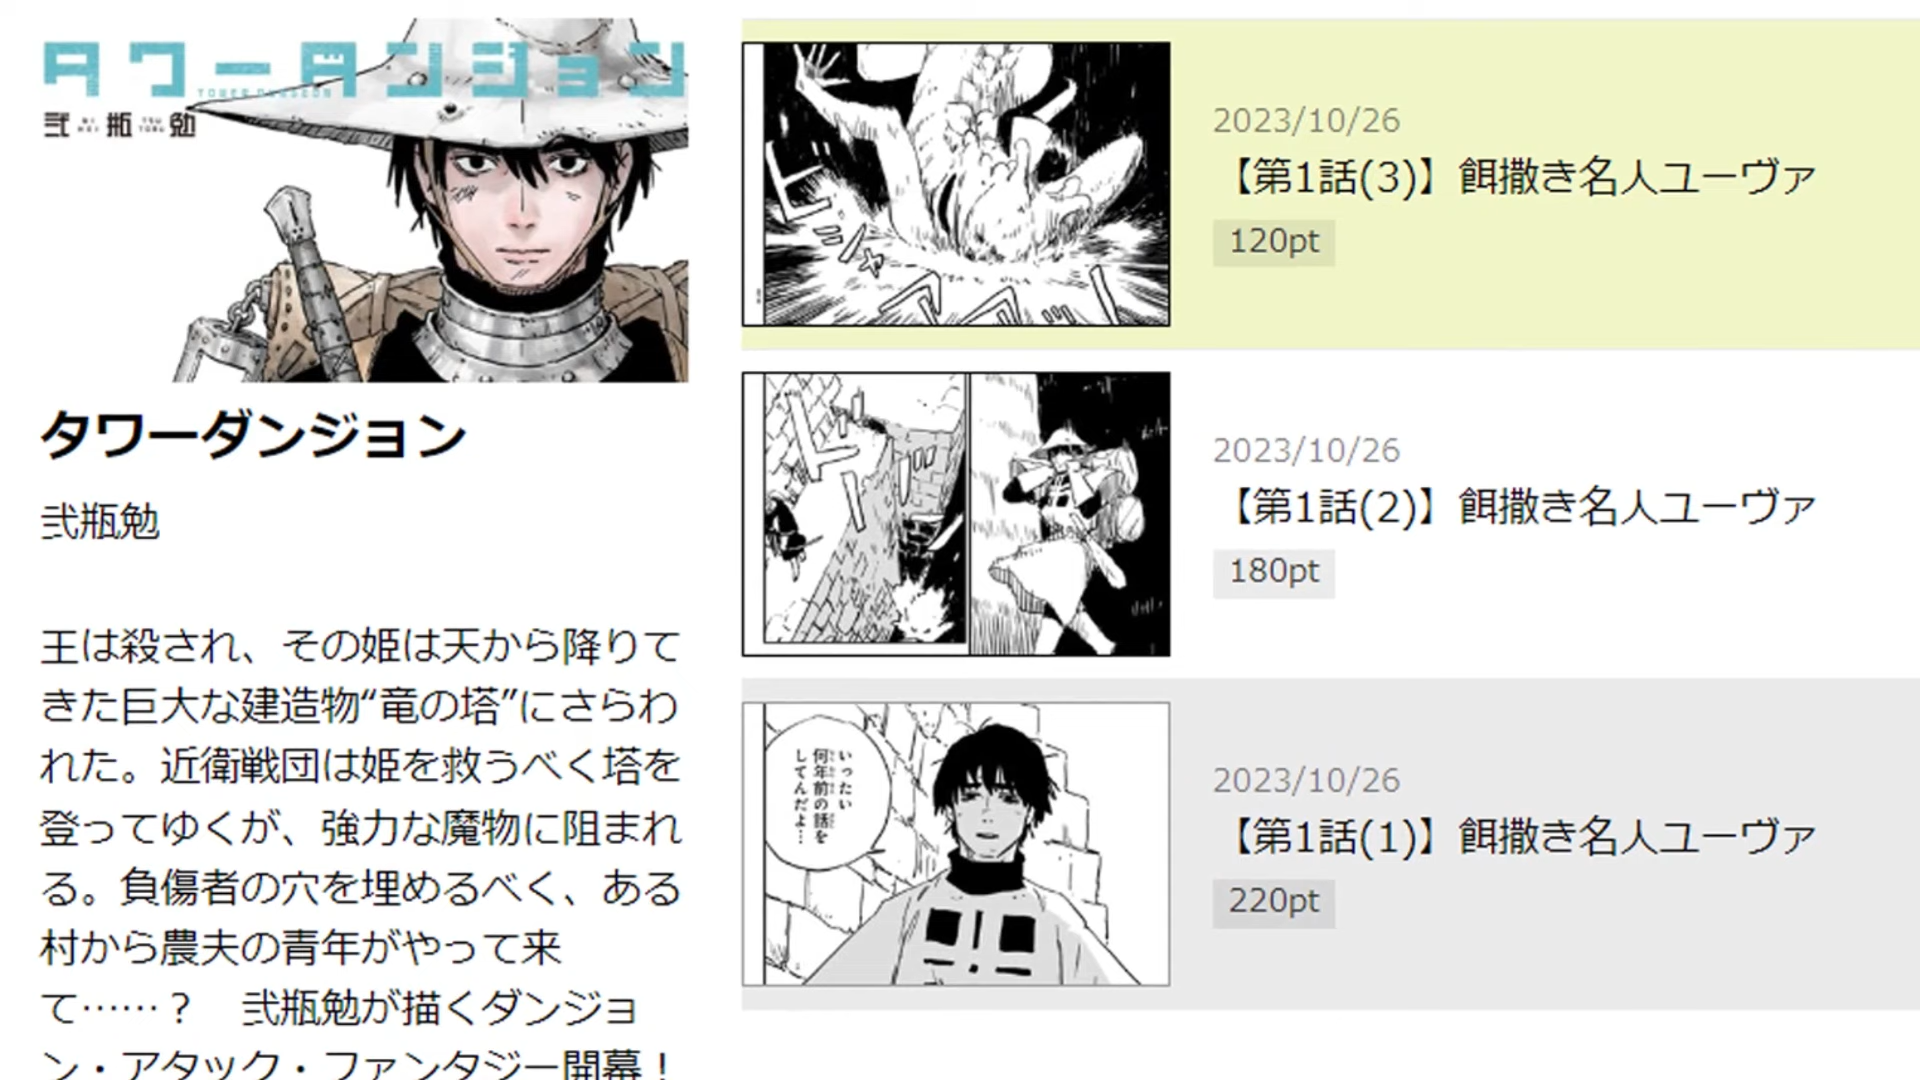 タワーダンジョン
TOWER DUNGEON
弐瓶勉
タワーダンジョン
弐瓶勉
王は殺され、その姫は天から降りて
きた巨大な建造物“竜の塔”にさらわ
れた。近衛戦団は姫を救うべく塔を
登ってゆくが、強力な魔物に阻まれ
る。負傷者の穴を埋めるべく、ある
村から農夫の青年がやって来
て……？　弐瓶勉が描くダンジョ
ン・アタック・ファンタジー開幕！
2023/10/26
【第1話(3)】餌撒き名人ユーヴァ
120pt
2023/10/26
【第1話(2)】餌撒き名人ユーヴァ
180pt
いったい
何年前の話を
してんだよ…
2023/10/26
【第1話(1)】餌撒き名人ユーヴァ
220pt